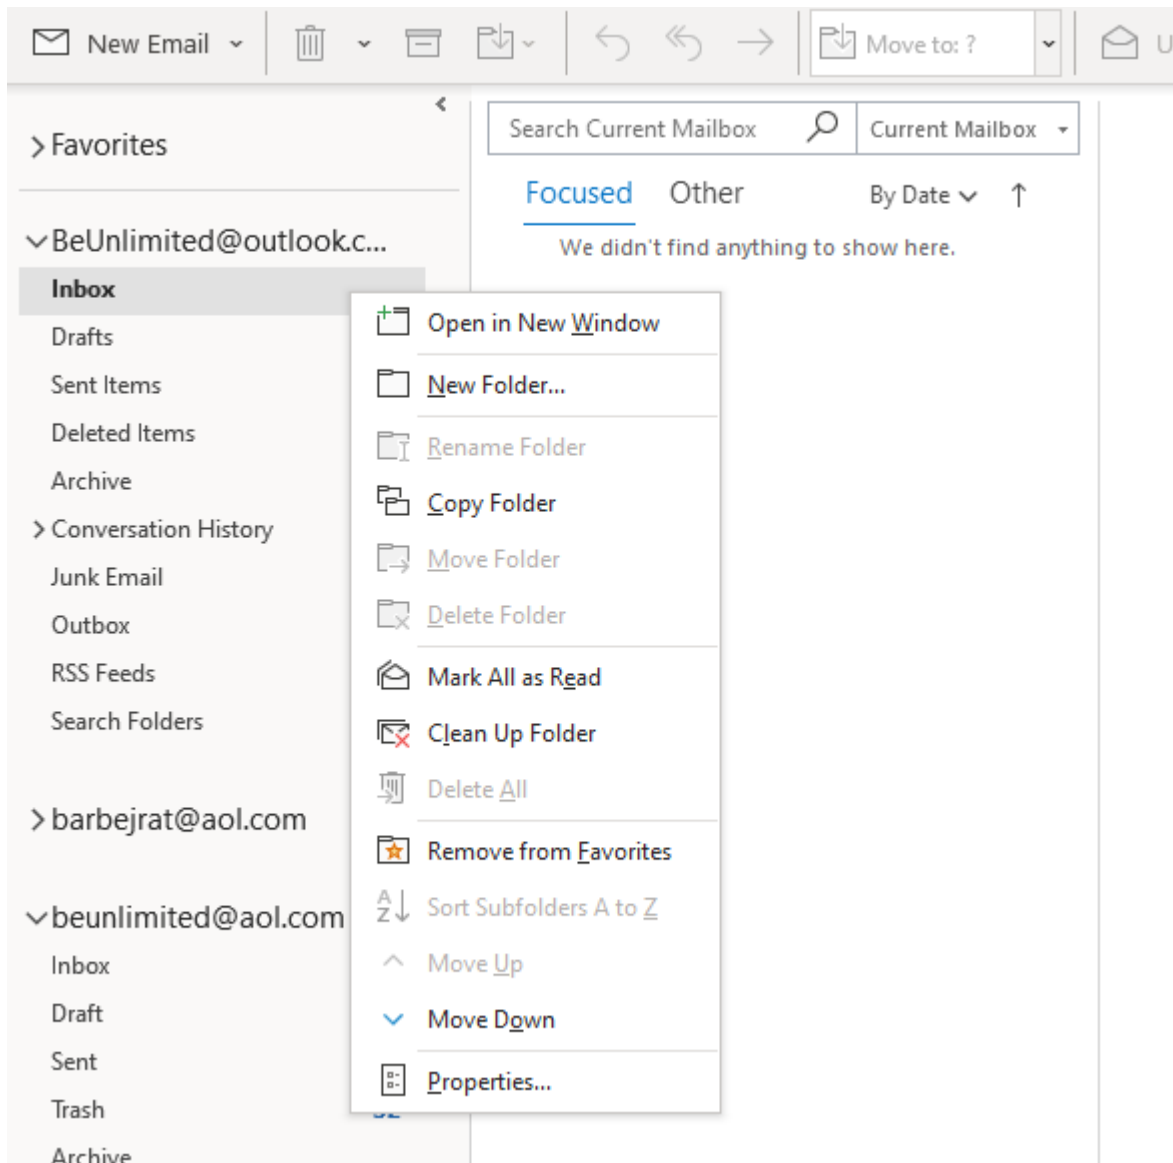 New Email
Move to: ?
U
Favorites
BeUnlimited@outlook.c...
Inbox
Drafts
Sent Items
Deleted Items
Archive
Conversation History
Junk Email
Outbox
RSS Feeds
Search Folders
barbejrat@aol.com
beunlimited@aol.com
Inbox
Draft
Sent
Trash
Archive
Search Current Mailbox
Current Mailbox
Focused Other By Date
We didn't find anything to show here.
Open in New Window
New Folder...
Rename Folder
Copy Folder
Move Folder
Delete Folder
Mark All as Read
Clean Up Folder
Delete All
Remove from Favorites
Sort Subfolders A to Z
Move Up
Move Down
Properties...